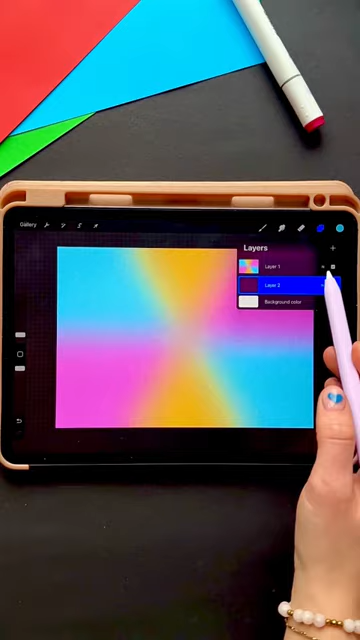 Gallery
Layers
Layer 1
Layer 2
Background color